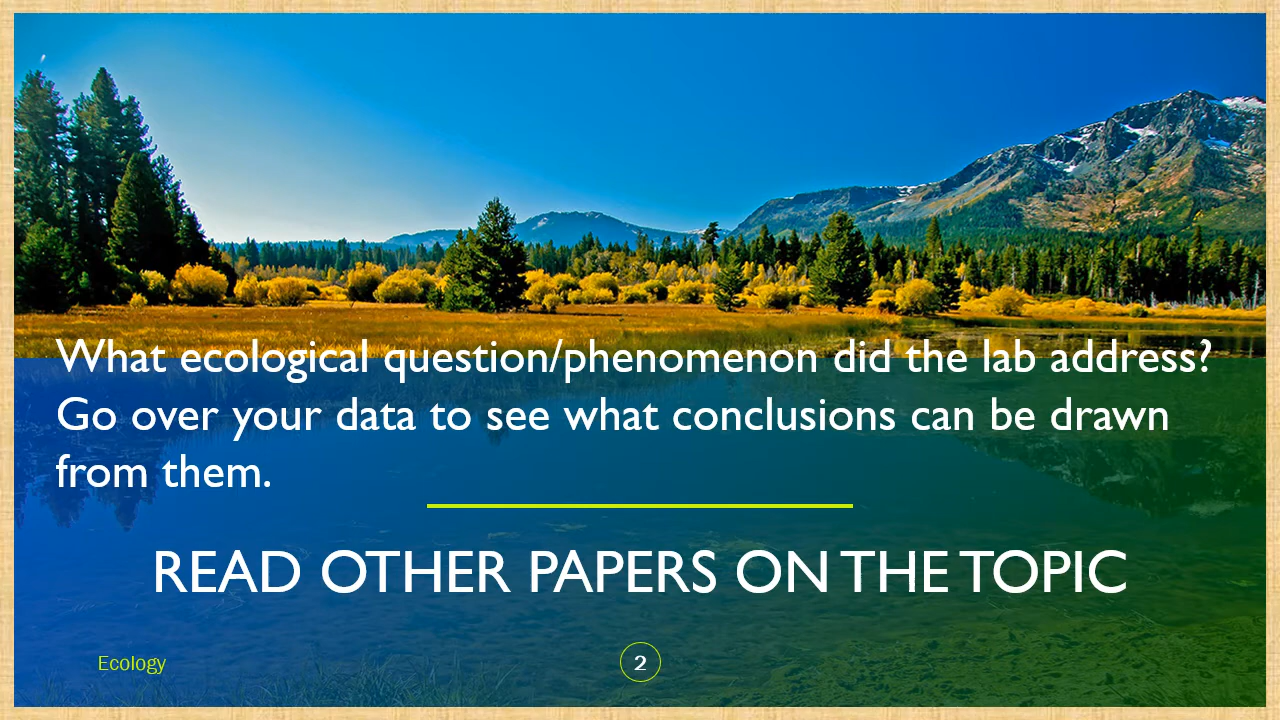 What ecological question/phenomenon did the lab address?
Go over your data to see what conclusions can be drawn
from them.
READ OTHER PAPERS ON THE TOPIC
Ecology
2